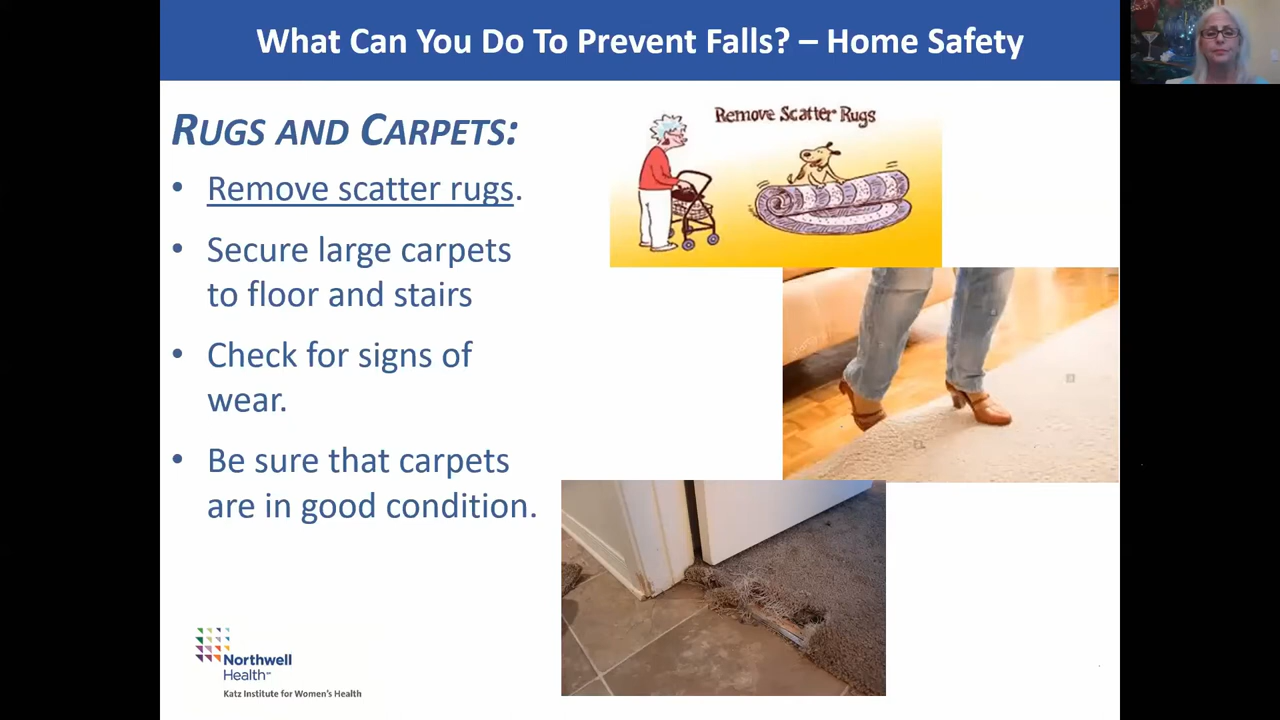 What Can You Do To Prevent Falls? – Home Safety
RUGS AND CARPETS:
• Remove scatter rugs.
• Secure large carpets
to floor and stairs
• Check for signs of
wear.
• Be sure that carpets
are in good condition.
Remove Scatter Rugs
Northwell
Health℠
Katz Institute for Women's Health